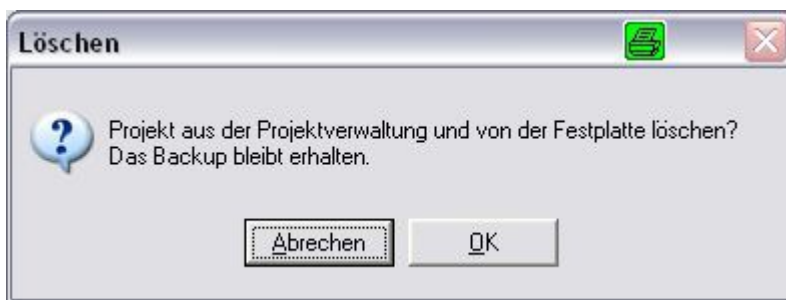 Löschen
Projekt aus der Projektverwaltung und von der Festplatte löschen?
Das Backup bleibt erhalten.
Abrechen
OK